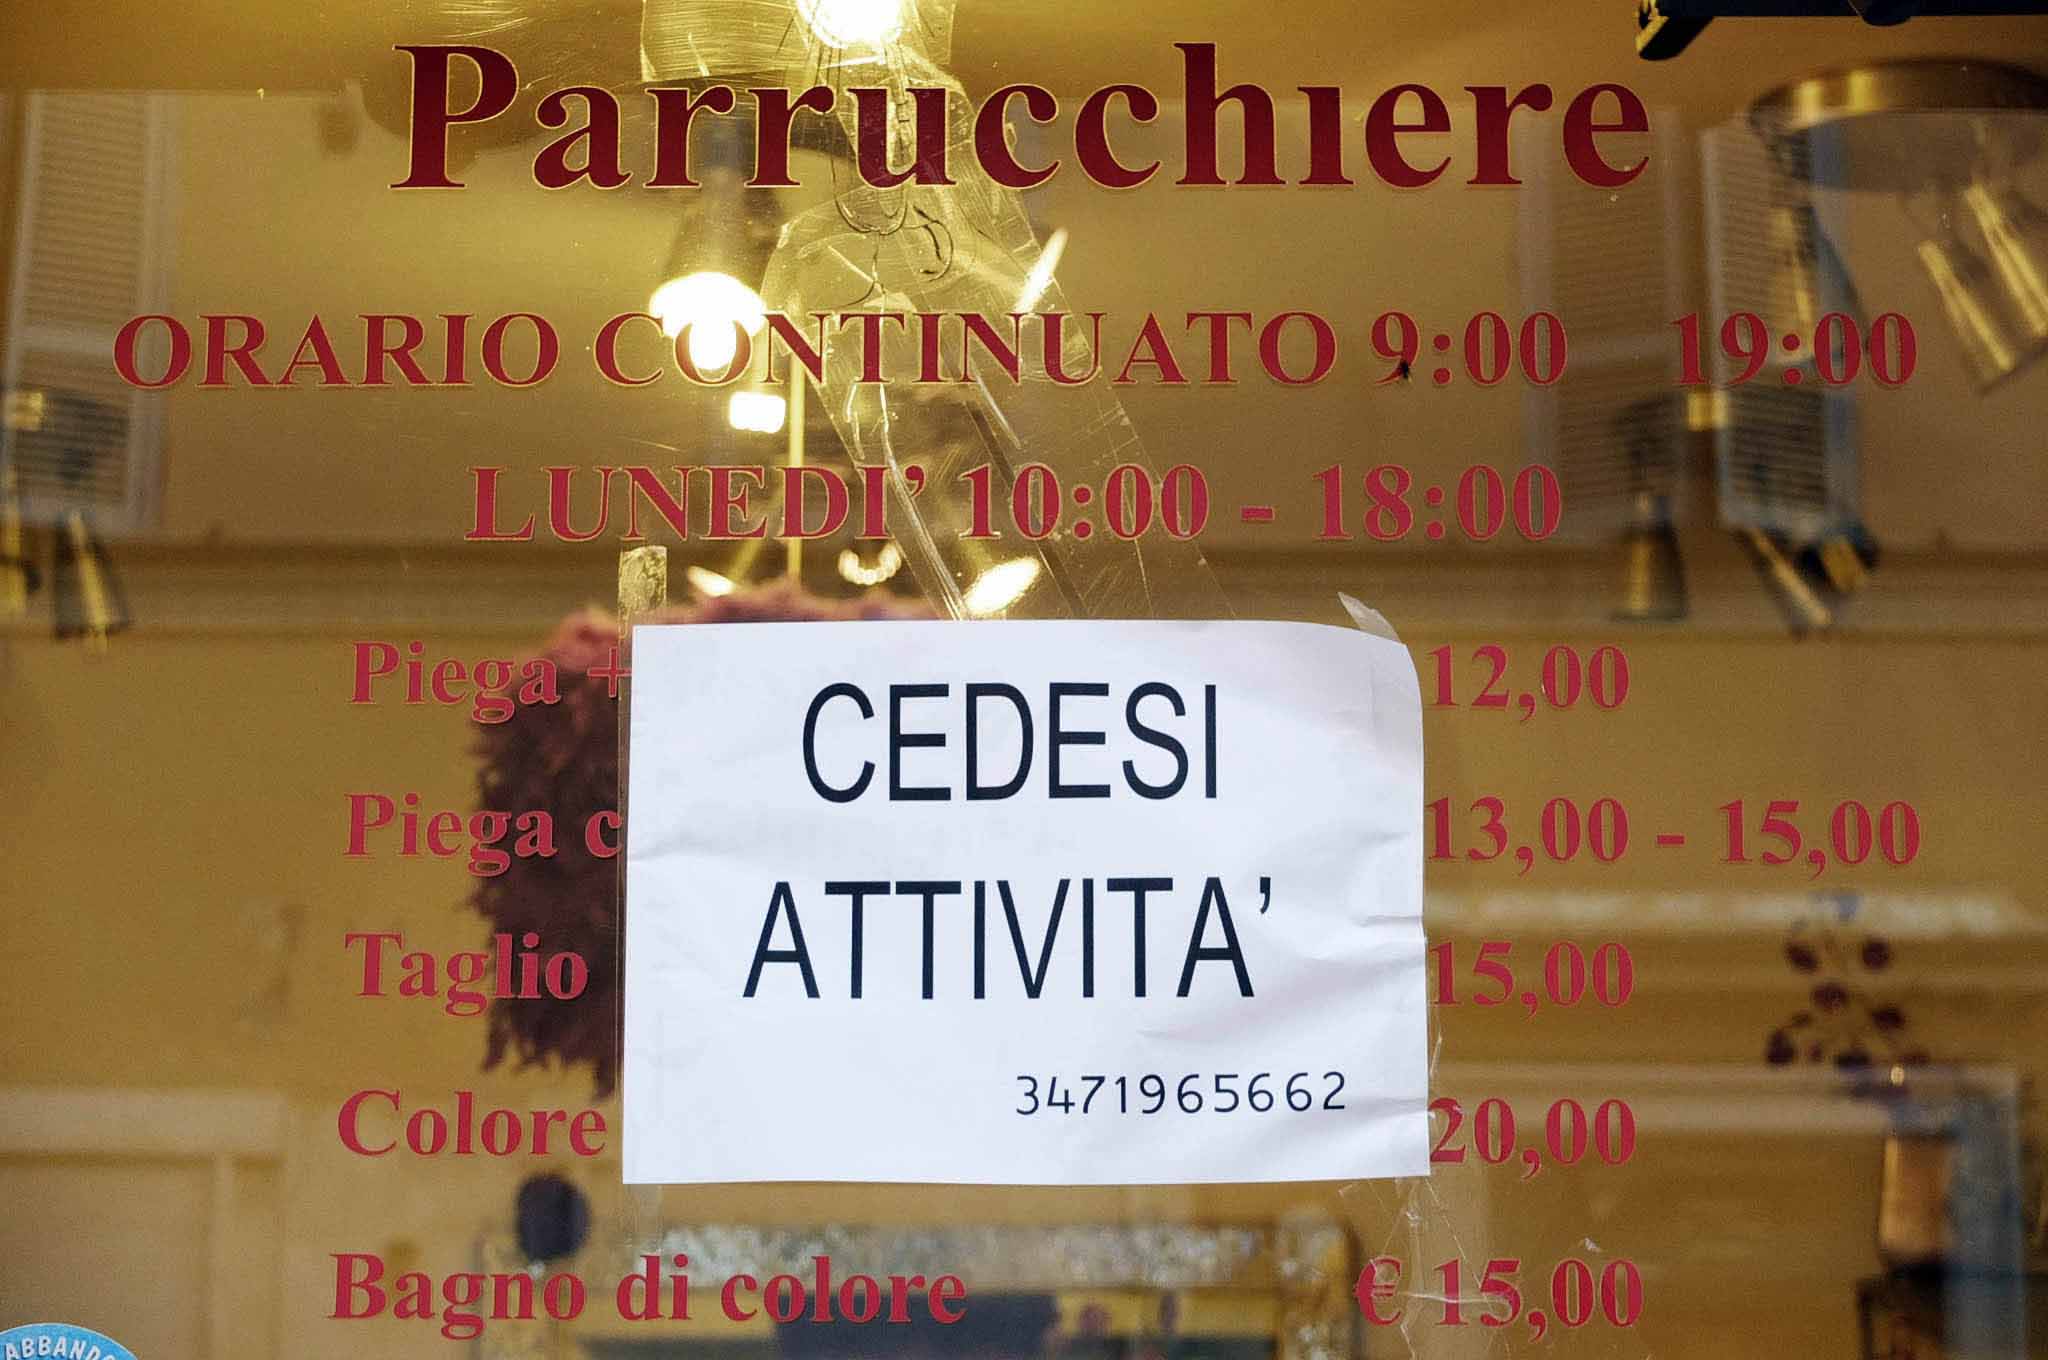 Parrucchiere
ORARIO CONTINUATO 9:00 19:00
LUNEDI' 10:00 - 18:00
Piega + 12,00
Piega 13,00 - 15,00
Taglio 15,00
Colore 20,00
Bagno di colore € 15,00
CEDESI
ATTIVITA'
3471965662